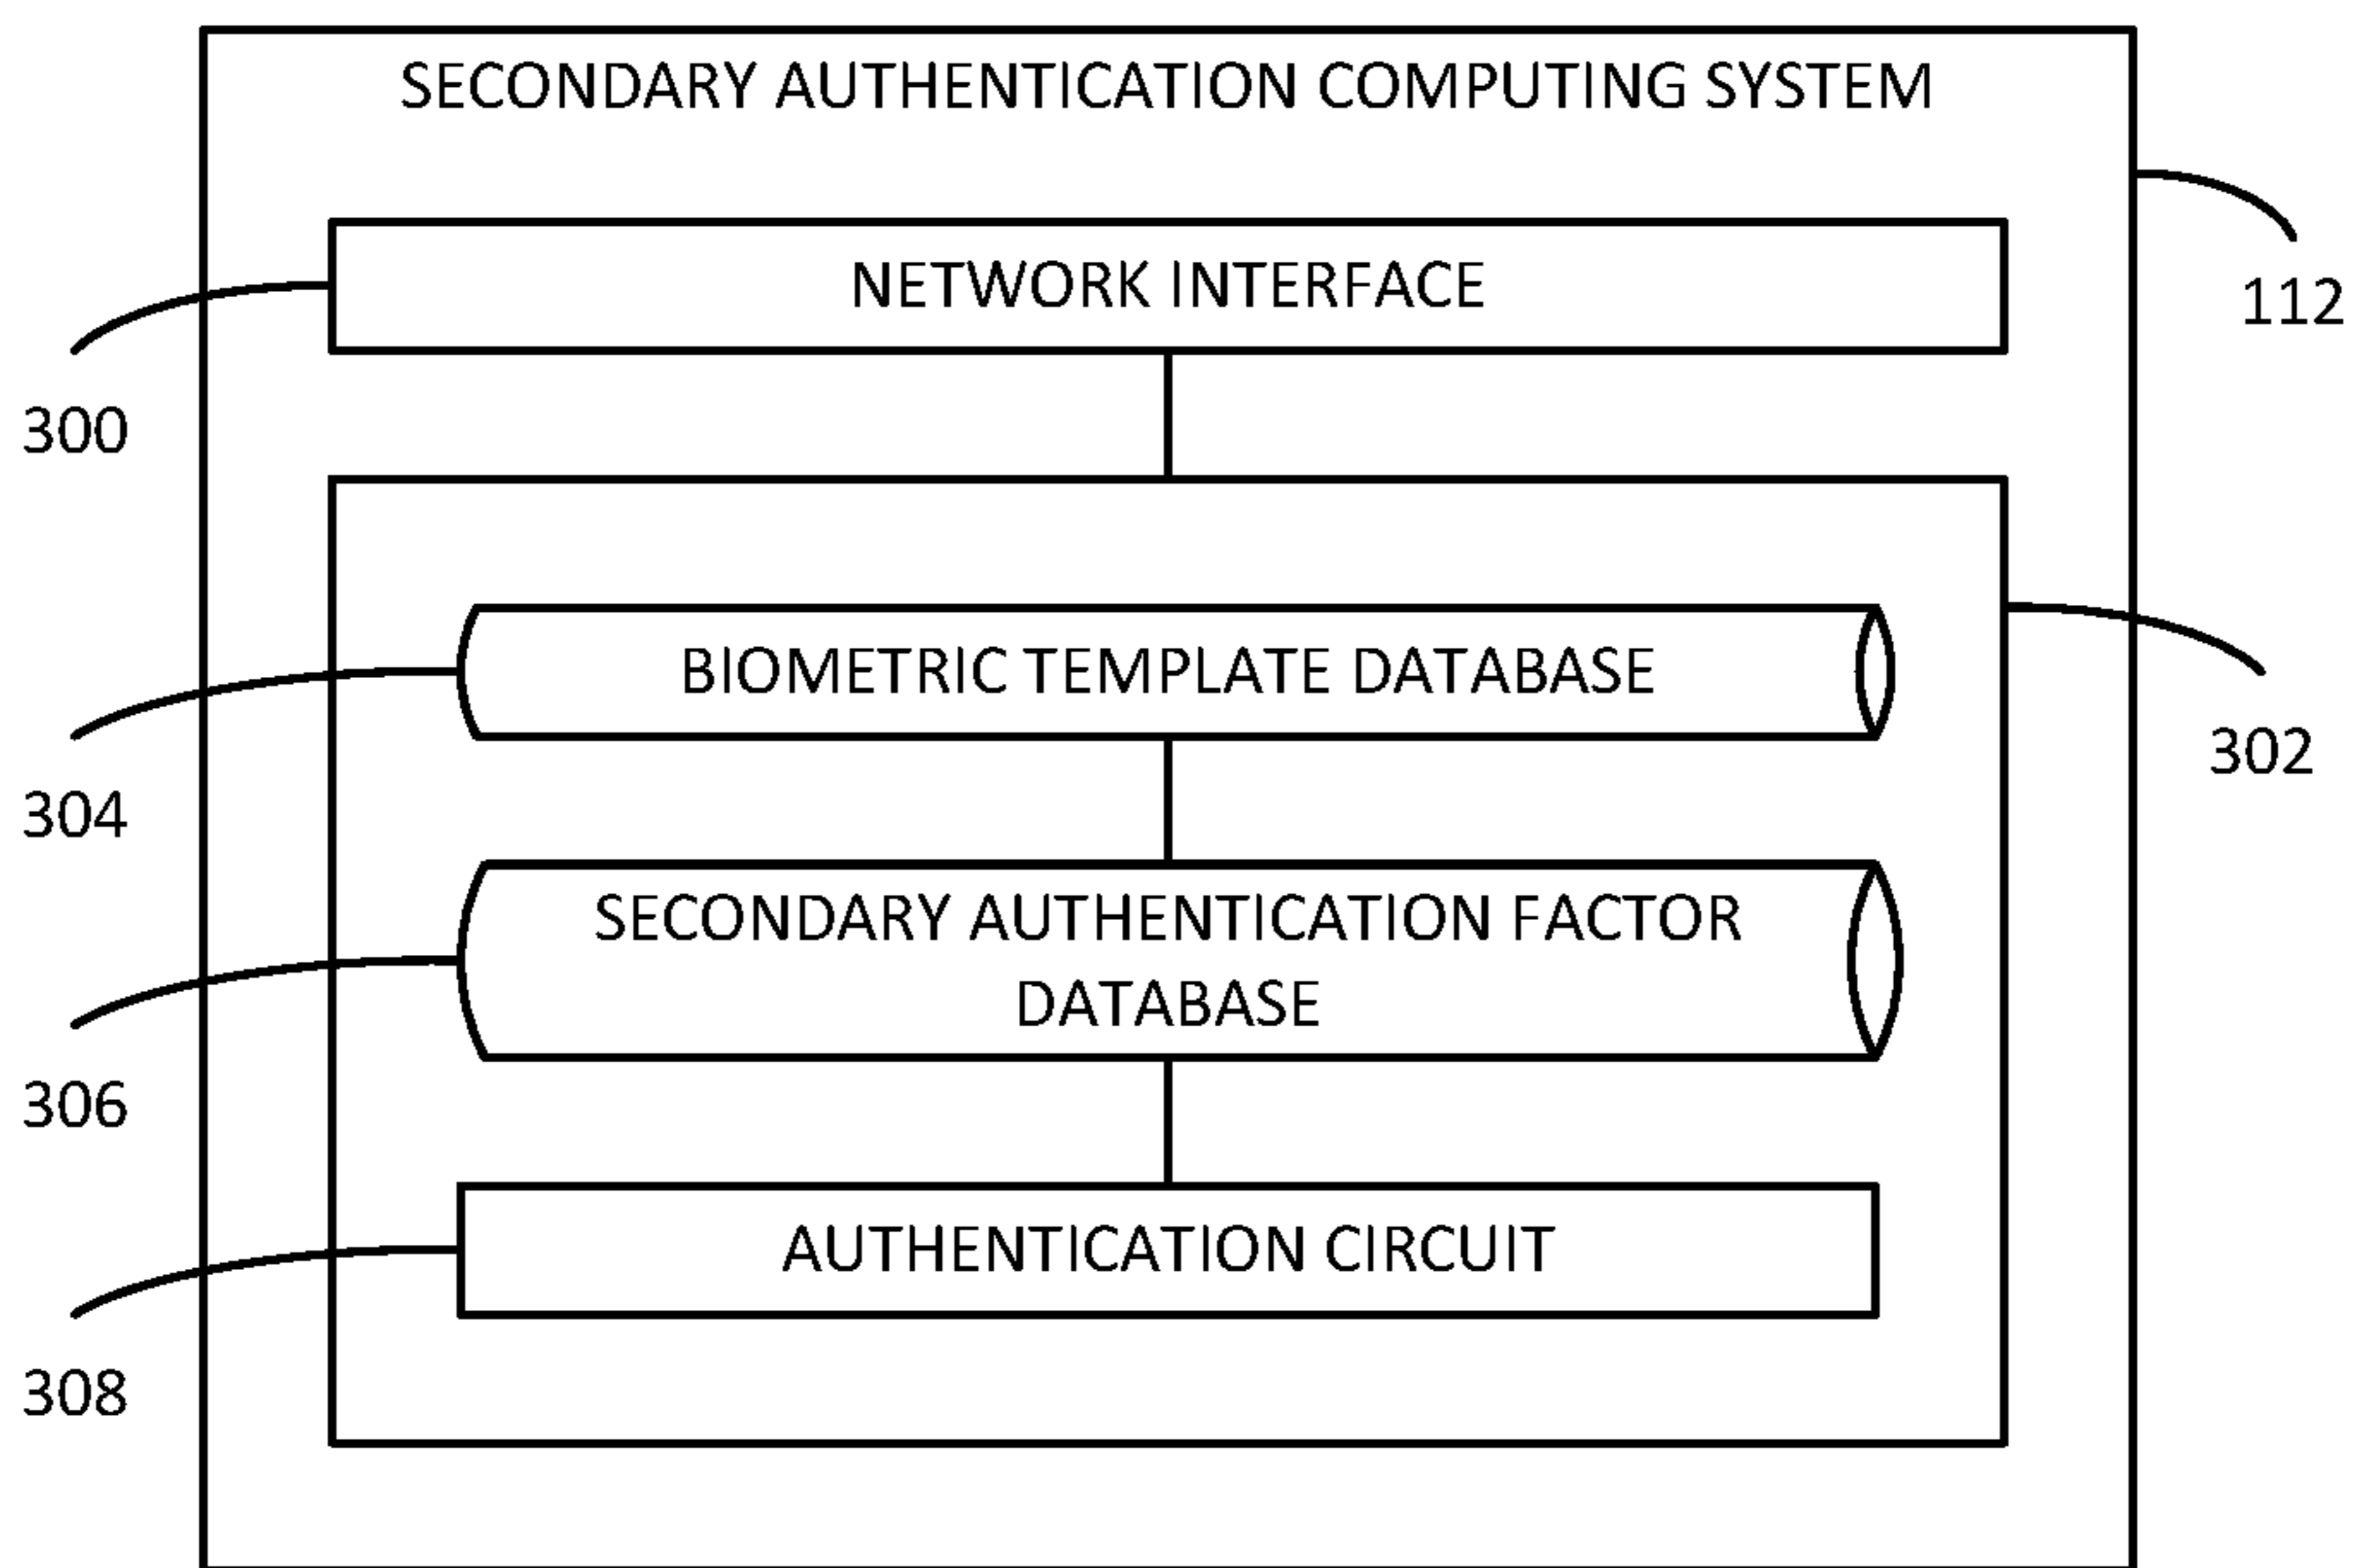 SECONDARY AUTHENTICATION COMPUTING SYSTEM
NETWORK INTERFACE
112
300
BIOMETRIC TEMPLATE DATABASE
302
304
SECONDARY AUTHENTICATION FACTOR
DATABASE
306
AUTHENTICATION CIRCUIT
308